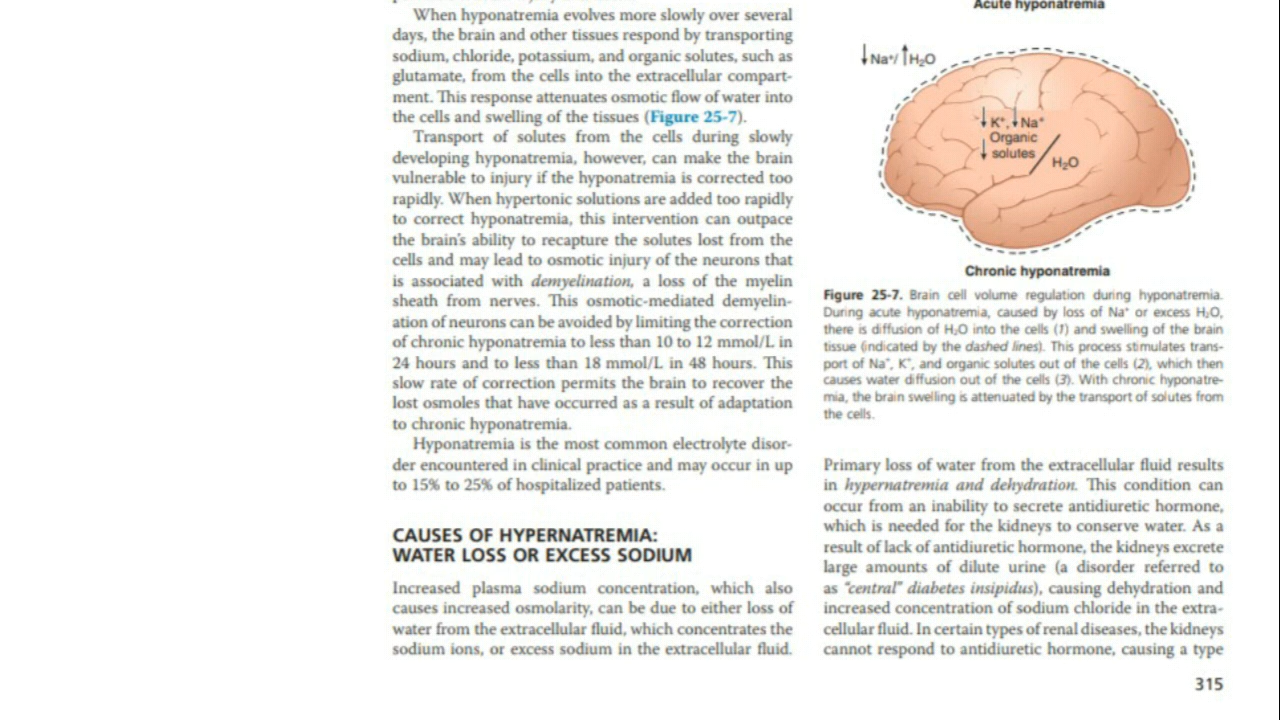 When hyponatremia evolves more slowly over several
days, the brain and other tissues respond by transporting
sodium, chloride, potassium, and organic solutes, such as
glutamate, from the cells into the extracellular compart-
ment. This response attenuates osmotic flow of water into
the cells and swelling of the tissues (Figure 25-7).
Transport of solutes from the cells during slowly
developing hyponatremia, however, can make the brain
vulnerable to injury if the hyponatremia is corrected too
rapidly. When hypertonic solutions are added too rapidly
to correct hyponatremia, this intervention can outpace
the brain's ability to recapture the solutes lost from the
cells and may lead to osmotic injury of the neurons that
is associated with demyelination, a loss of the myelin
sheath from nerves. This osmotic-mediated demyelin-
ation of neurons can be avoided by limiting the correction
of chronic hyponatremia to less than 10 to 12 mmol/L in
24 hours and to less than 18 mmol/L in 48 hours. This
slow rate of correction permits the brain to recover the
lost osmoles that have occurred as a result of adaptation
to chronic hyponatremia.
Hyponatremia is the most common electrolyte disor-
der encountered in clinical practice and may occur in up
to 15% to 25% of hospitalized patients.
CAUSES OF HYPERNATREMIA:
WATER LOSS OR EXCESS SODIUM
Increased plasma sodium concentration, which also
causes increased osmolarity, can be due to either loss of
water from the extracellular fluid, which concentrates the
sodium ions, or excess sodium in the extracellular fluid.
Acute hyponatremia
↓Na⁺/↑H₂O
↓K⁺,↓Na⁺
Organic
↓ solutes
H₂O
Chronic hyponatremia
Figure 25-7. Brain cell volume regulation during hyponatremia.
During acute hyponatremia, caused by loss of Na⁺ or excess H₂O,
there is diffusion of H₂O into the cells (1) and swelling of the brain
tissue (indicated by the dashed lines). This process stimulates trans-
port of Na⁺, K⁺, and organic solutes out of the cells (2), which then
causes water diffusion out of the cells (3). With chronic hyponatre-
mia, the brain swelling is attenuated by the transport of solutes from
the cells.
Primary loss of water from the extracellular fluid results
in hypernatremia and dehydration. This condition can
occur from an inability to secrete antidiuretic hormone,
which is needed for the kidneys to conserve water. As a
result of lack of antidiuretic hormone, the kidneys excrete
large amounts of dilute urine (a disorder referred to
as "central" diabetes insipidus), causing dehydration and
increased concentration of sodium chloride in the extra-
cellular fluid. In certain types of renal diseases, the kidneys
cannot respond to antidiuretic hormone, causing a type
315